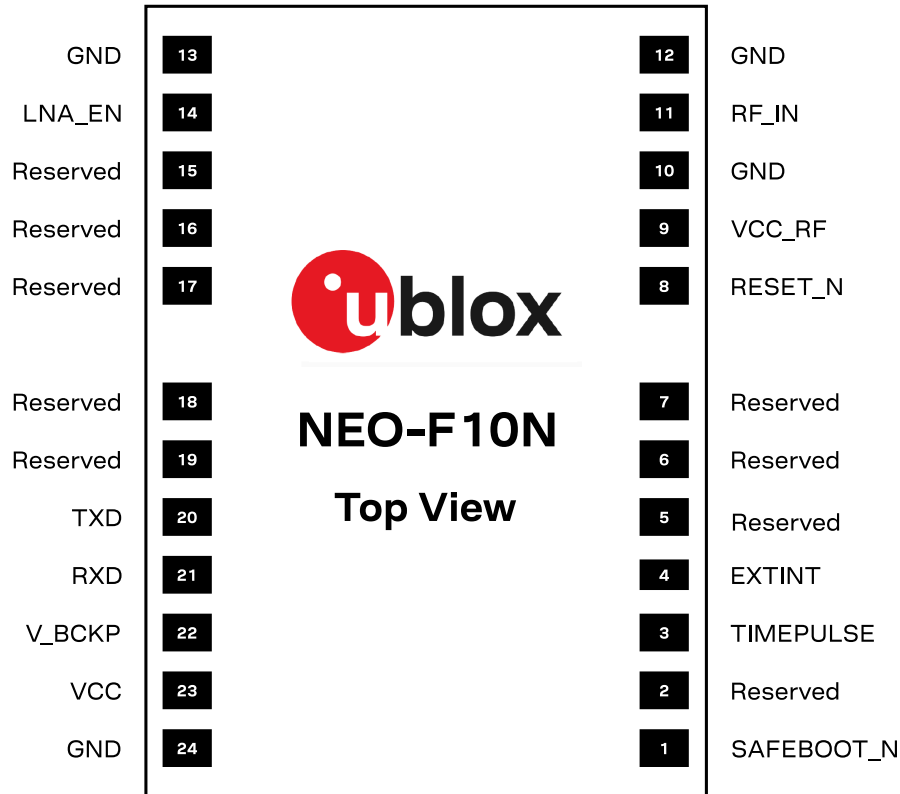 GND 13 12 GND
LNA_EN 14 11 RF_IN
Reserved 15 10 GND
Reserved 16 9 VCC_RF
Reserved 17 8 RESET_N
ublox
Reserved 18 7 Reserved
NEO-F10N
Reserved 19 6 Reserved
Top View
TXD 20 5 Reserved
RXD 21 4 EXTINT
V_BCKP 22 3 TIMEPULSE
VCC 23 2 Reserved
GND 24 1 SAFEBOOT_N